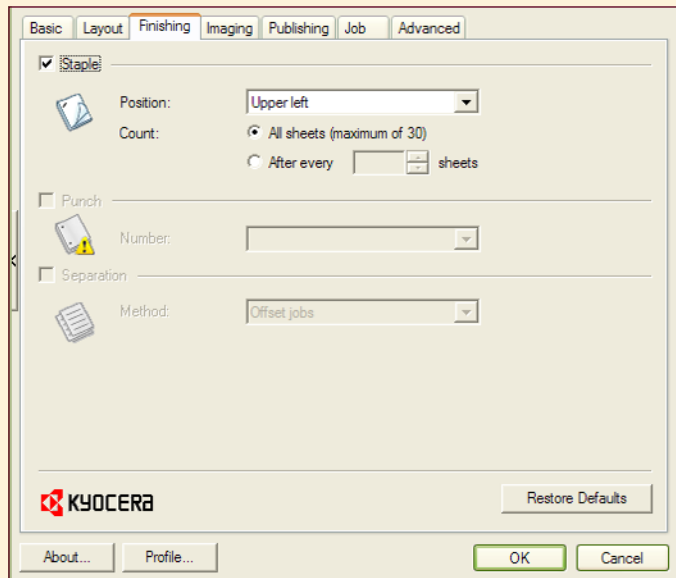 Basic Layout Finishing Imaging Publishing Job Advanced
Staple
Position: Upper left
Count: All sheets (maximum of 30)
After every sheets
Punch
Number:
Separation
Method: Offset jobs
KYOCERA
Restore Defaults
About... Profile... OK Cancel